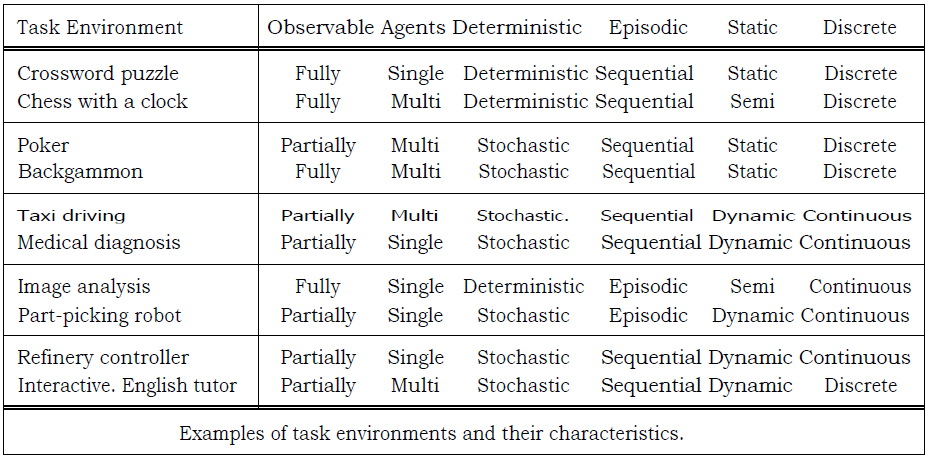 Task Environment Observable Agents Deterministic Episodic Static Discrete
Crossword puzzle Fully Single Deterministic Sequential Static Discrete
Chess with a clock Fully Multi Deterministic Sequential Semi Discrete
Poker Partially Multi Stochastic Sequential Static Discrete
Backgammon Fully Multi Stochastic Sequential Static Discrete
Taxi driving Partially Multi Stochastic. Sequential Dynamic Continuous
Medical diagnosis Partially Single Stochastic Sequential Dynamic Continuous
Image analysis Fully Single Deterministic Episodic Semi Continuous
Part-picking robot Partially Single Stochastic Episodic Dynamic Continuous
Refinery controller Partially Single Stochastic Sequential Dynamic Continuous
Interactive. English tutor Partially Multi Stochastic Sequential Dynamic Discrete
Examples of task environments and their characteristics.